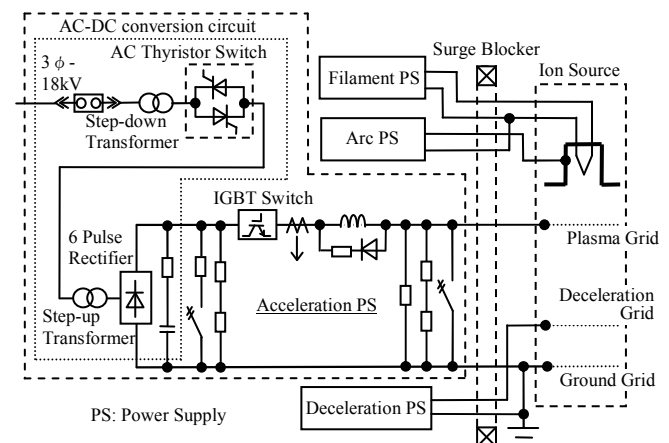 AC-DC conversion circuit
AC Thyristor Switch
3 ϕ -
18kV
Step-down
Transformer
Surge Blocker
Filament PS
Ion Source
Arc PS
IGBT Switch
6 Pulse
Rectifier
Plasma Grid
Acceleration PS
Deceleration
Grid
Step-up
Transformer
Ground Grid
PS: Power Supply
Deceleration PS